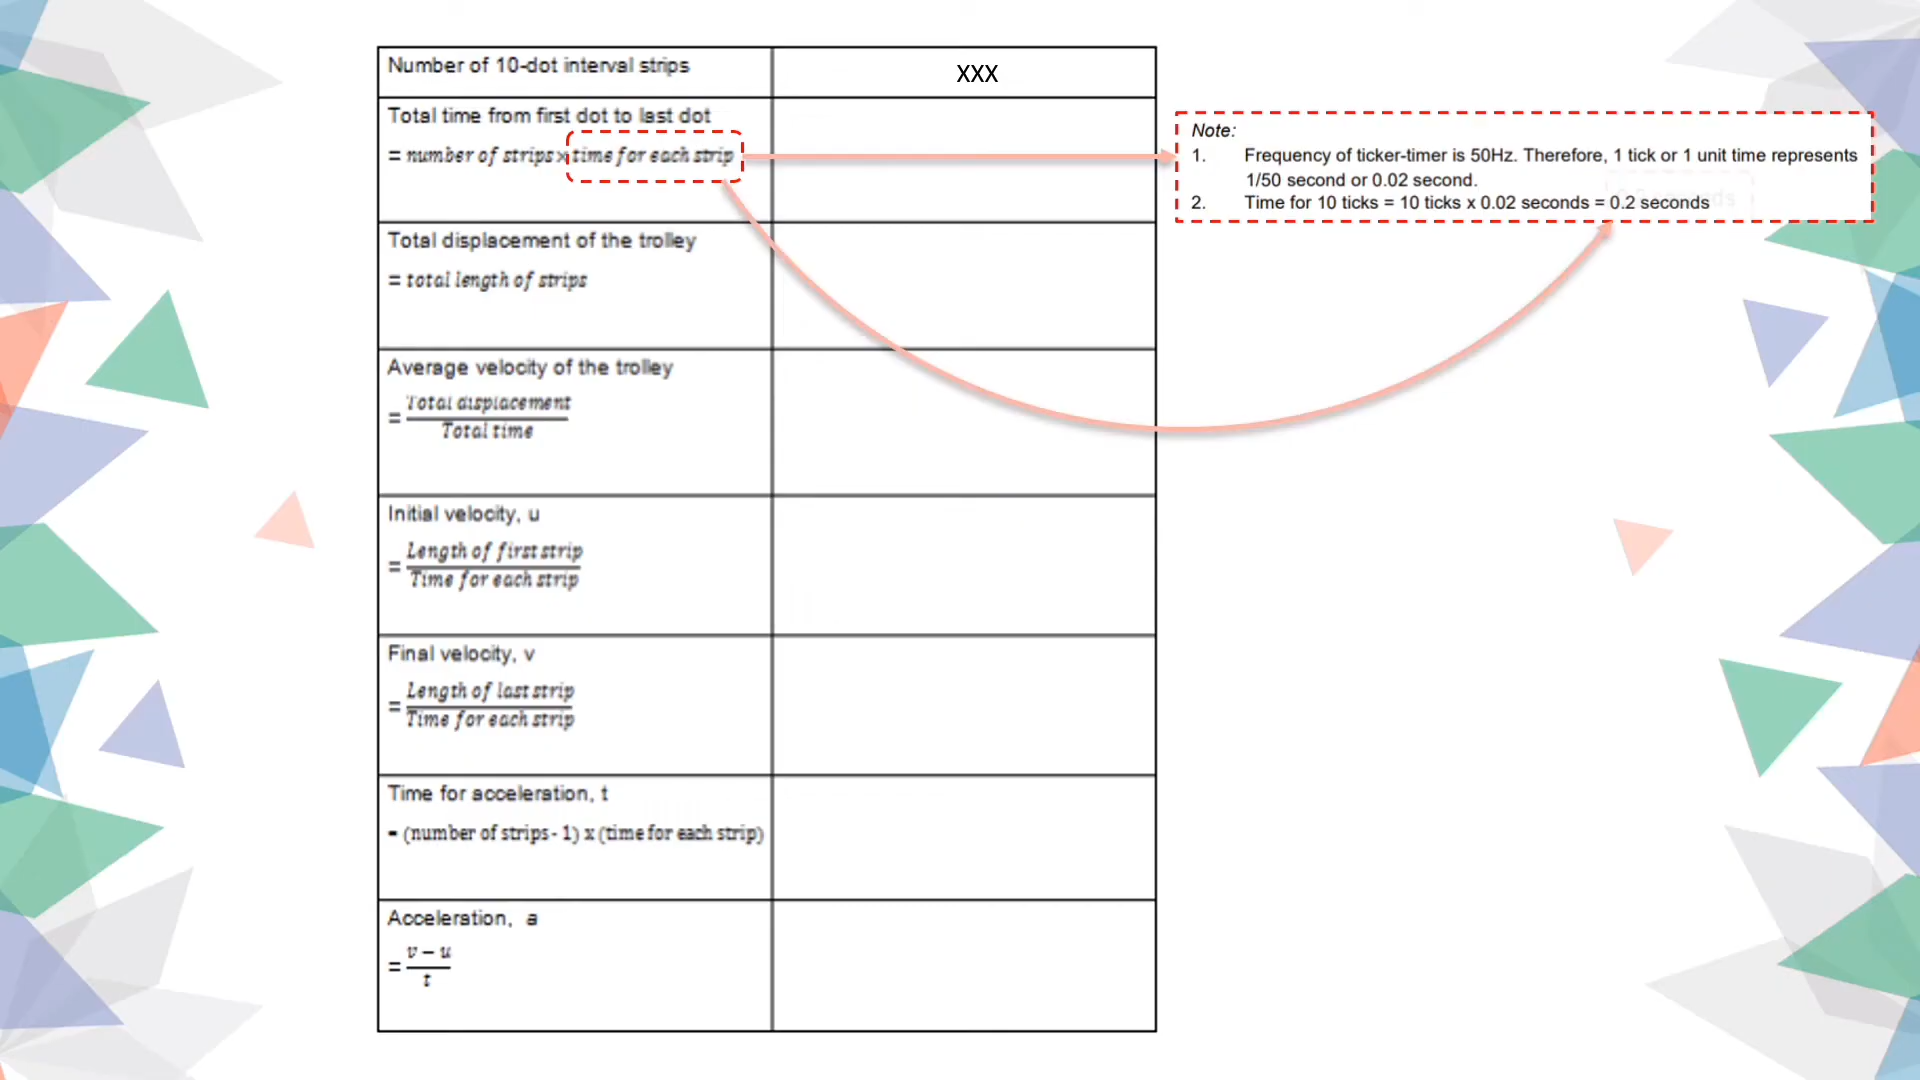 Number of 10-dot interval strips
XXX
Total time from first dot to last dot
= number of strips x time for each strip
Note:
1. Frequency of ticker-timer is 50Hz. Therefore, 1 tick or 1 unit time represents
1/50 second or 0.02 second.
2. Time for 10 ticks = 10 ticks x 0.02 seconds = 0.2 seconds
Total displacement of the trolley
= total length of strips
Average velocity of the trolley
Total displacement
=
Total time
Initial velocity, u
Length of first strip
=
Time for each strip
Final velocity, v
Length of last strip
=
Time for each strip
Time for acceleration, t
= (number of strips - 1) x (time for each strip)
Acceleration, a
v − u
=
t